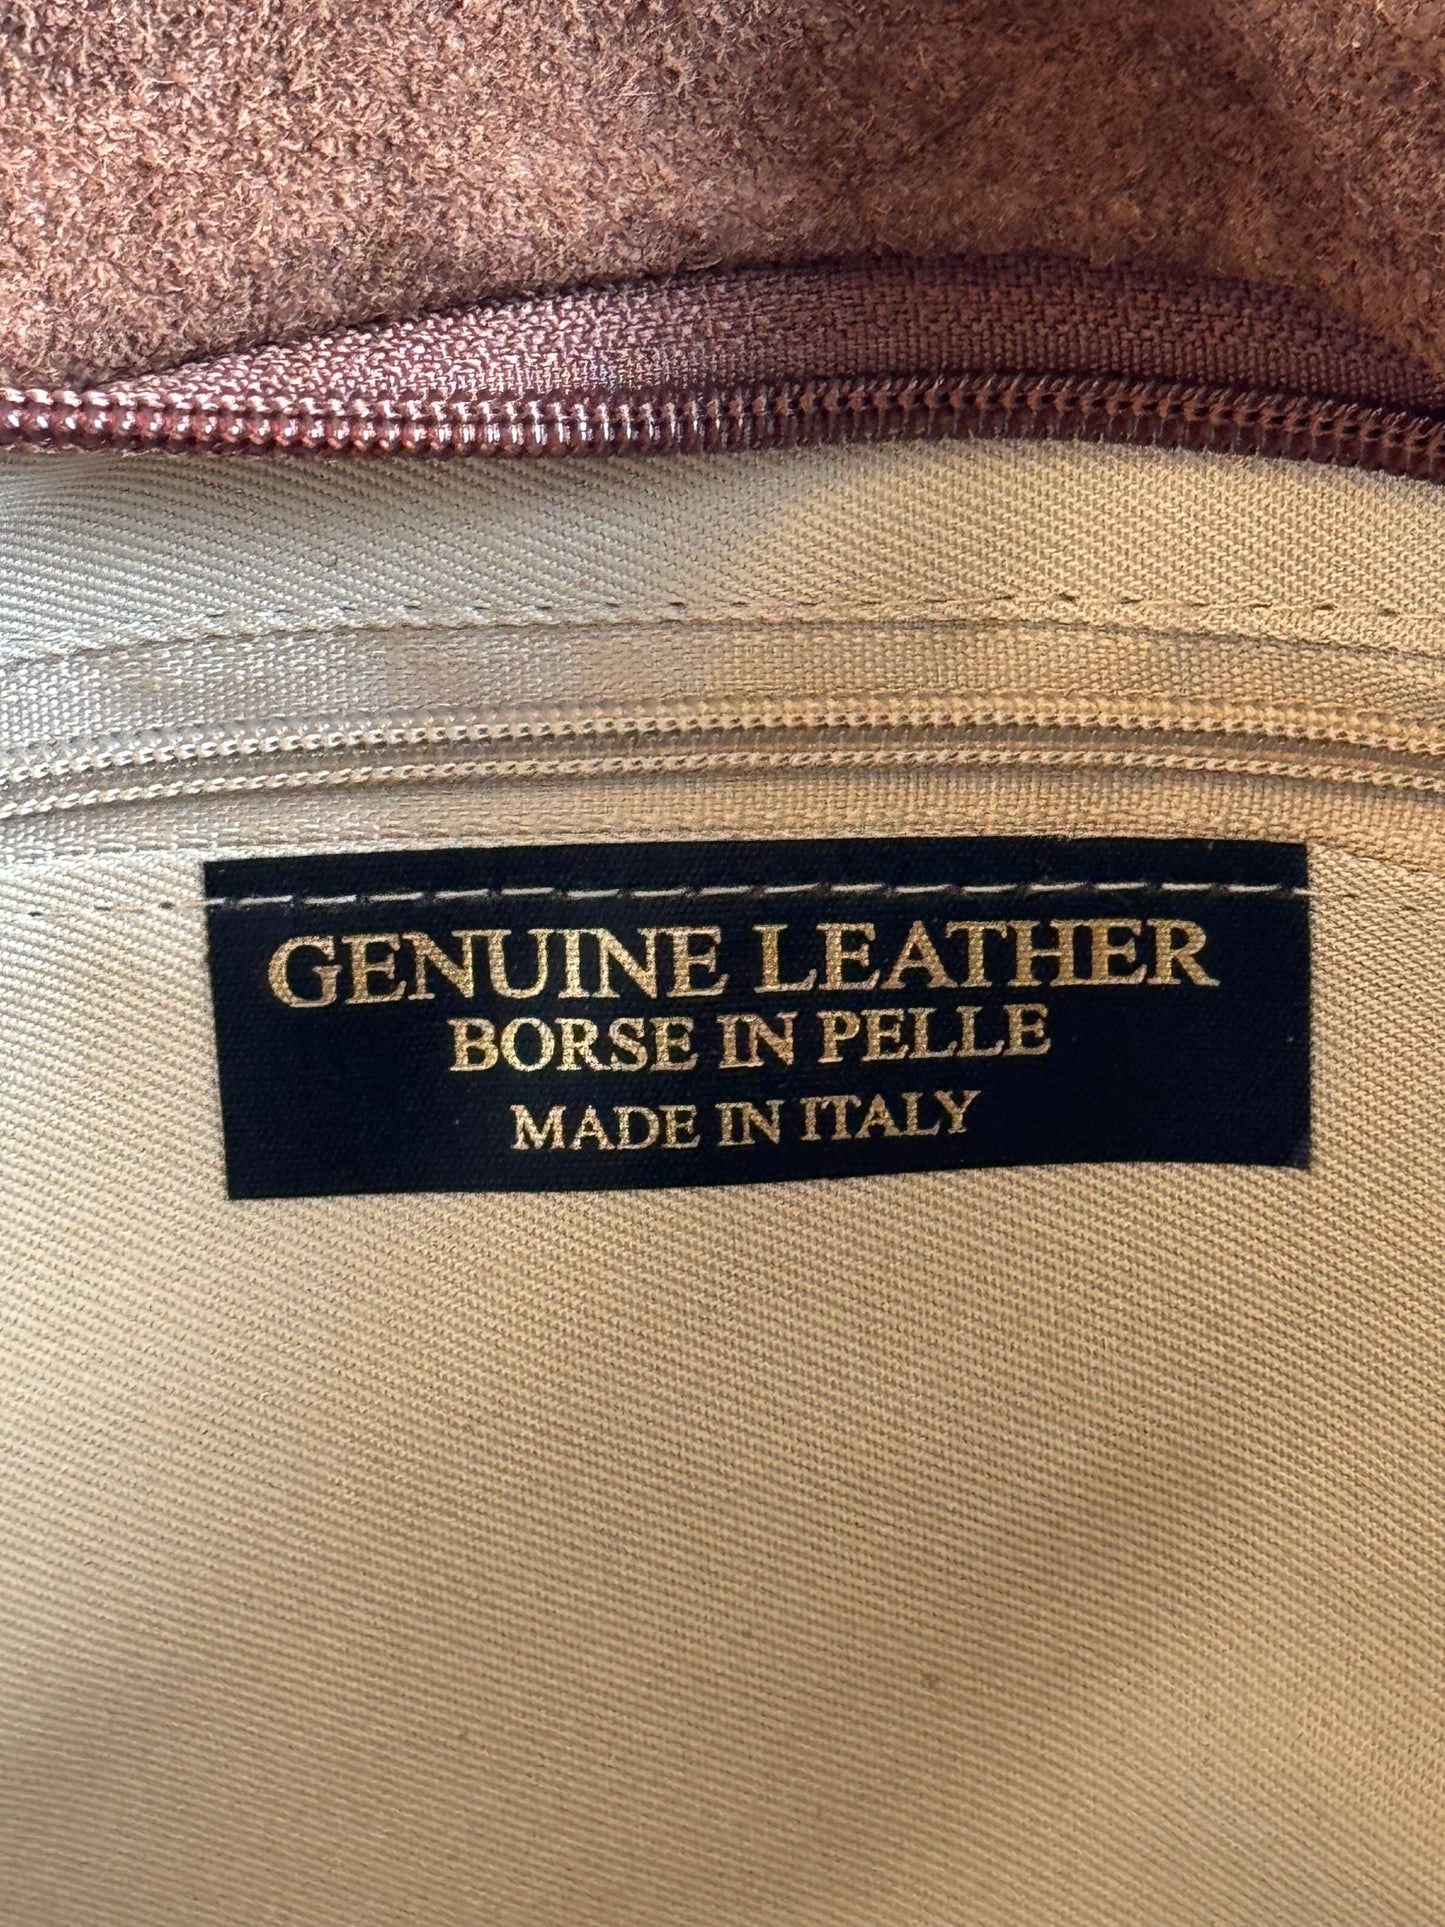 GENUINE LEATHER
BORSE IN PELLE
MADE IN ITALY